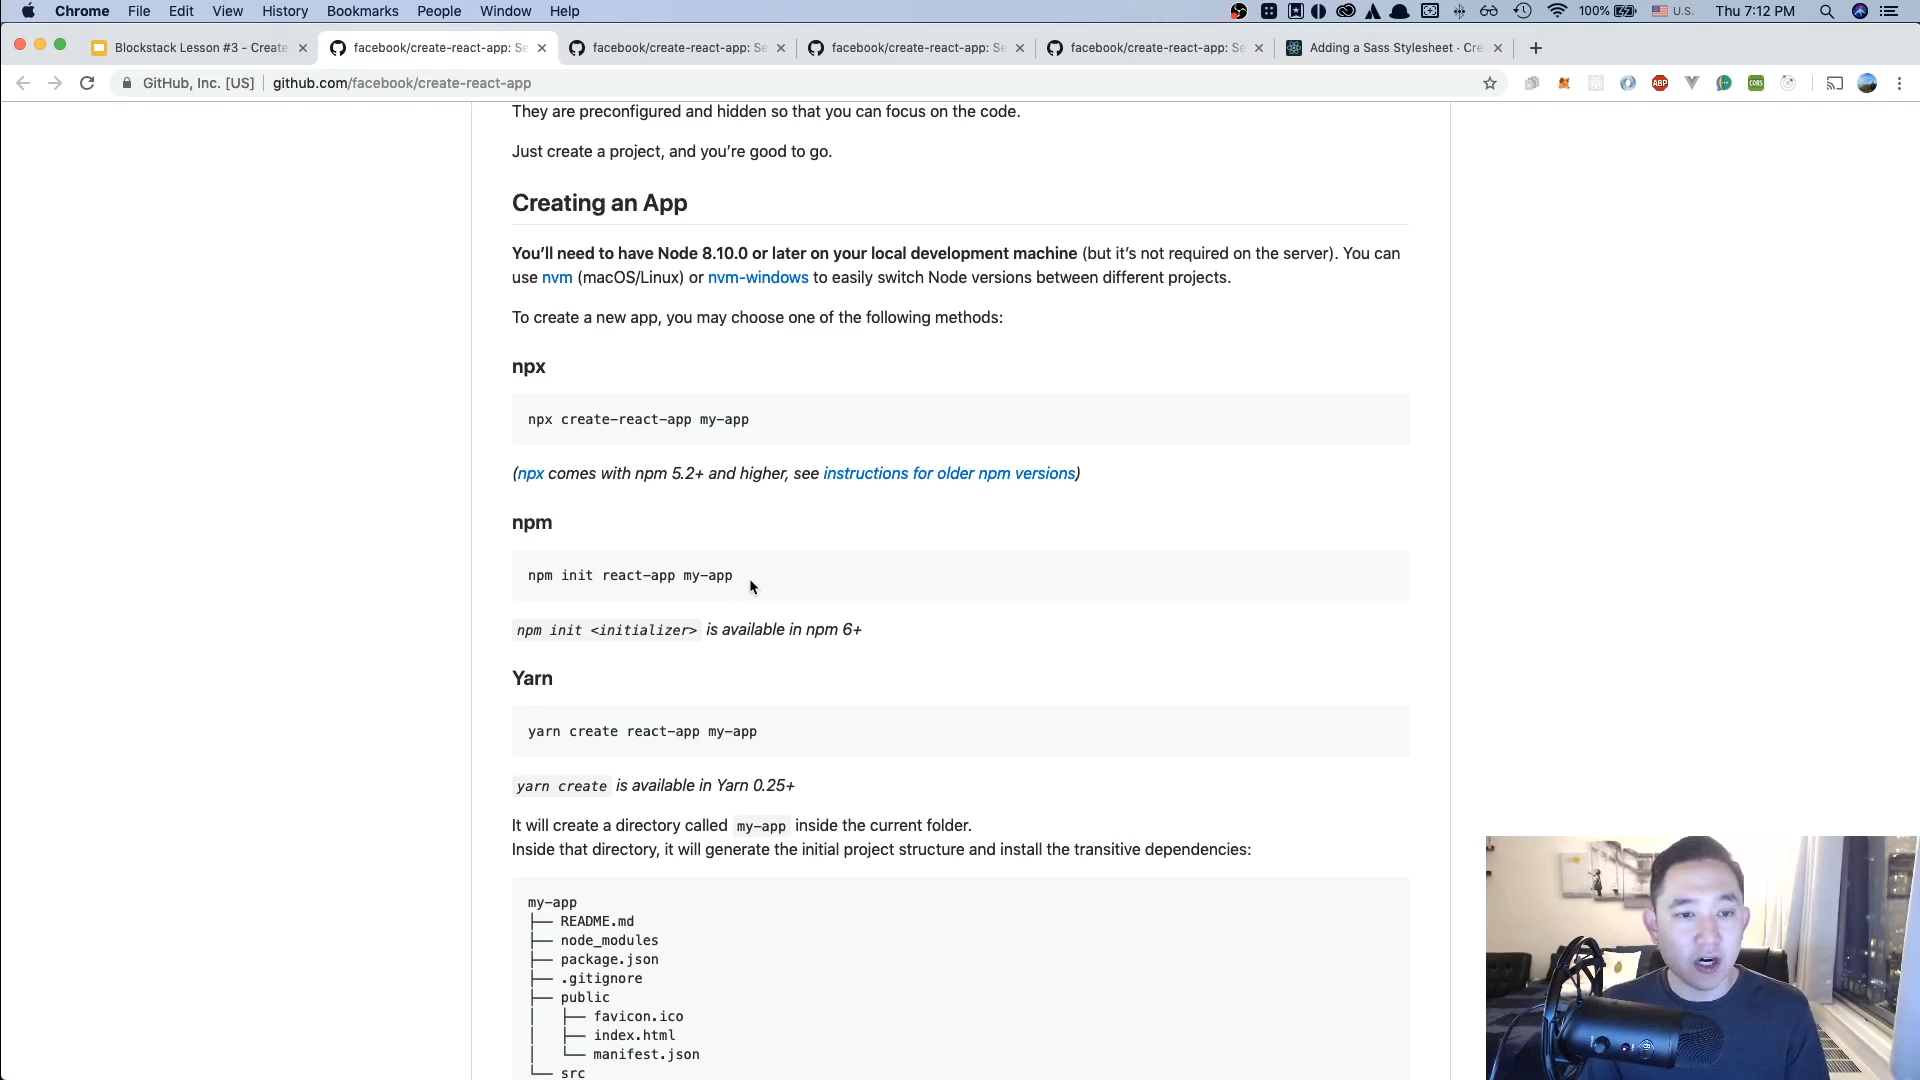 Chrome File Edit View History Bookmarks People Window Help 100% U.S. Thu 7:12 PM
Blockstack Lesson #3 - Create facebook/create-react-app: Se facebook/create-react-app: Se facebook/create-react-app: Se facebook/create-react-app: Se Adding a Sass Stylesheet · Cre
GitHub, Inc. [US] github.com/facebook/create-react-app ABP CORS
They are preconfigured and hidden so that you can focus on the code.
Just create a project, and you’re good to go.
Creating an App
You’ll need to have Node 8.10.0 or later on your local development machine (but it’s not required on the server). You can
use nvm (macOS/Linux) or nvm-windows to easily switch Node versions between different projects.
To create a new app, you may choose one of the following methods:
npx
npx create-react-app my-app
(npx comes with npm 5.2+ and higher, see instructions for older npm versions)
npm
npm init react-app my-app
npm init <initializer> is available in npm 6+
Yarn
yarn create react-app my-app
yarn create is available in Yarn 0.25+
It will create a directory called my-app inside the current folder.
Inside that directory, it will generate the initial project structure and install the transitive dependencies:
my-app
├── README.md
├── node_modules
├── package.json
├── .gitignore
├── public
│   ├── favicon.ico
│   ├── index.html
│   └── manifest.json
└── src